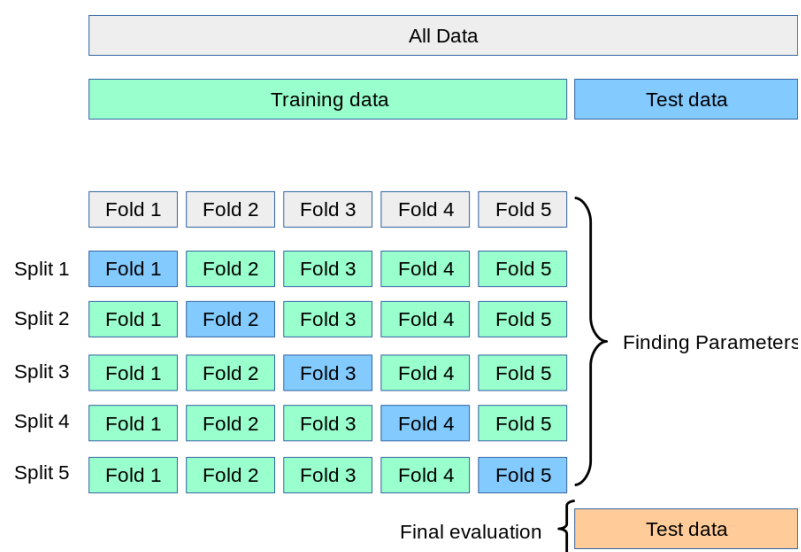 All Data
Training data Test data
Fold 1 Fold 2 Fold 3 Fold 4 Fold 5
Split 1 Fold 1 Fold 2 Fold 3 Fold 4 Fold 5
Split 2 Fold 1 Fold 2 Fold 3 Fold 4 Fold 5
Finding Parameters
Split 3 Fold 1 Fold 2 Fold 3 Fold 4 Fold 5
Split 4 Fold 1 Fold 2 Fold 3 Fold 4 Fold 5
Split 5 Fold 1 Fold 2 Fold 3 Fold 4 Fold 5
Final evaluation Test data